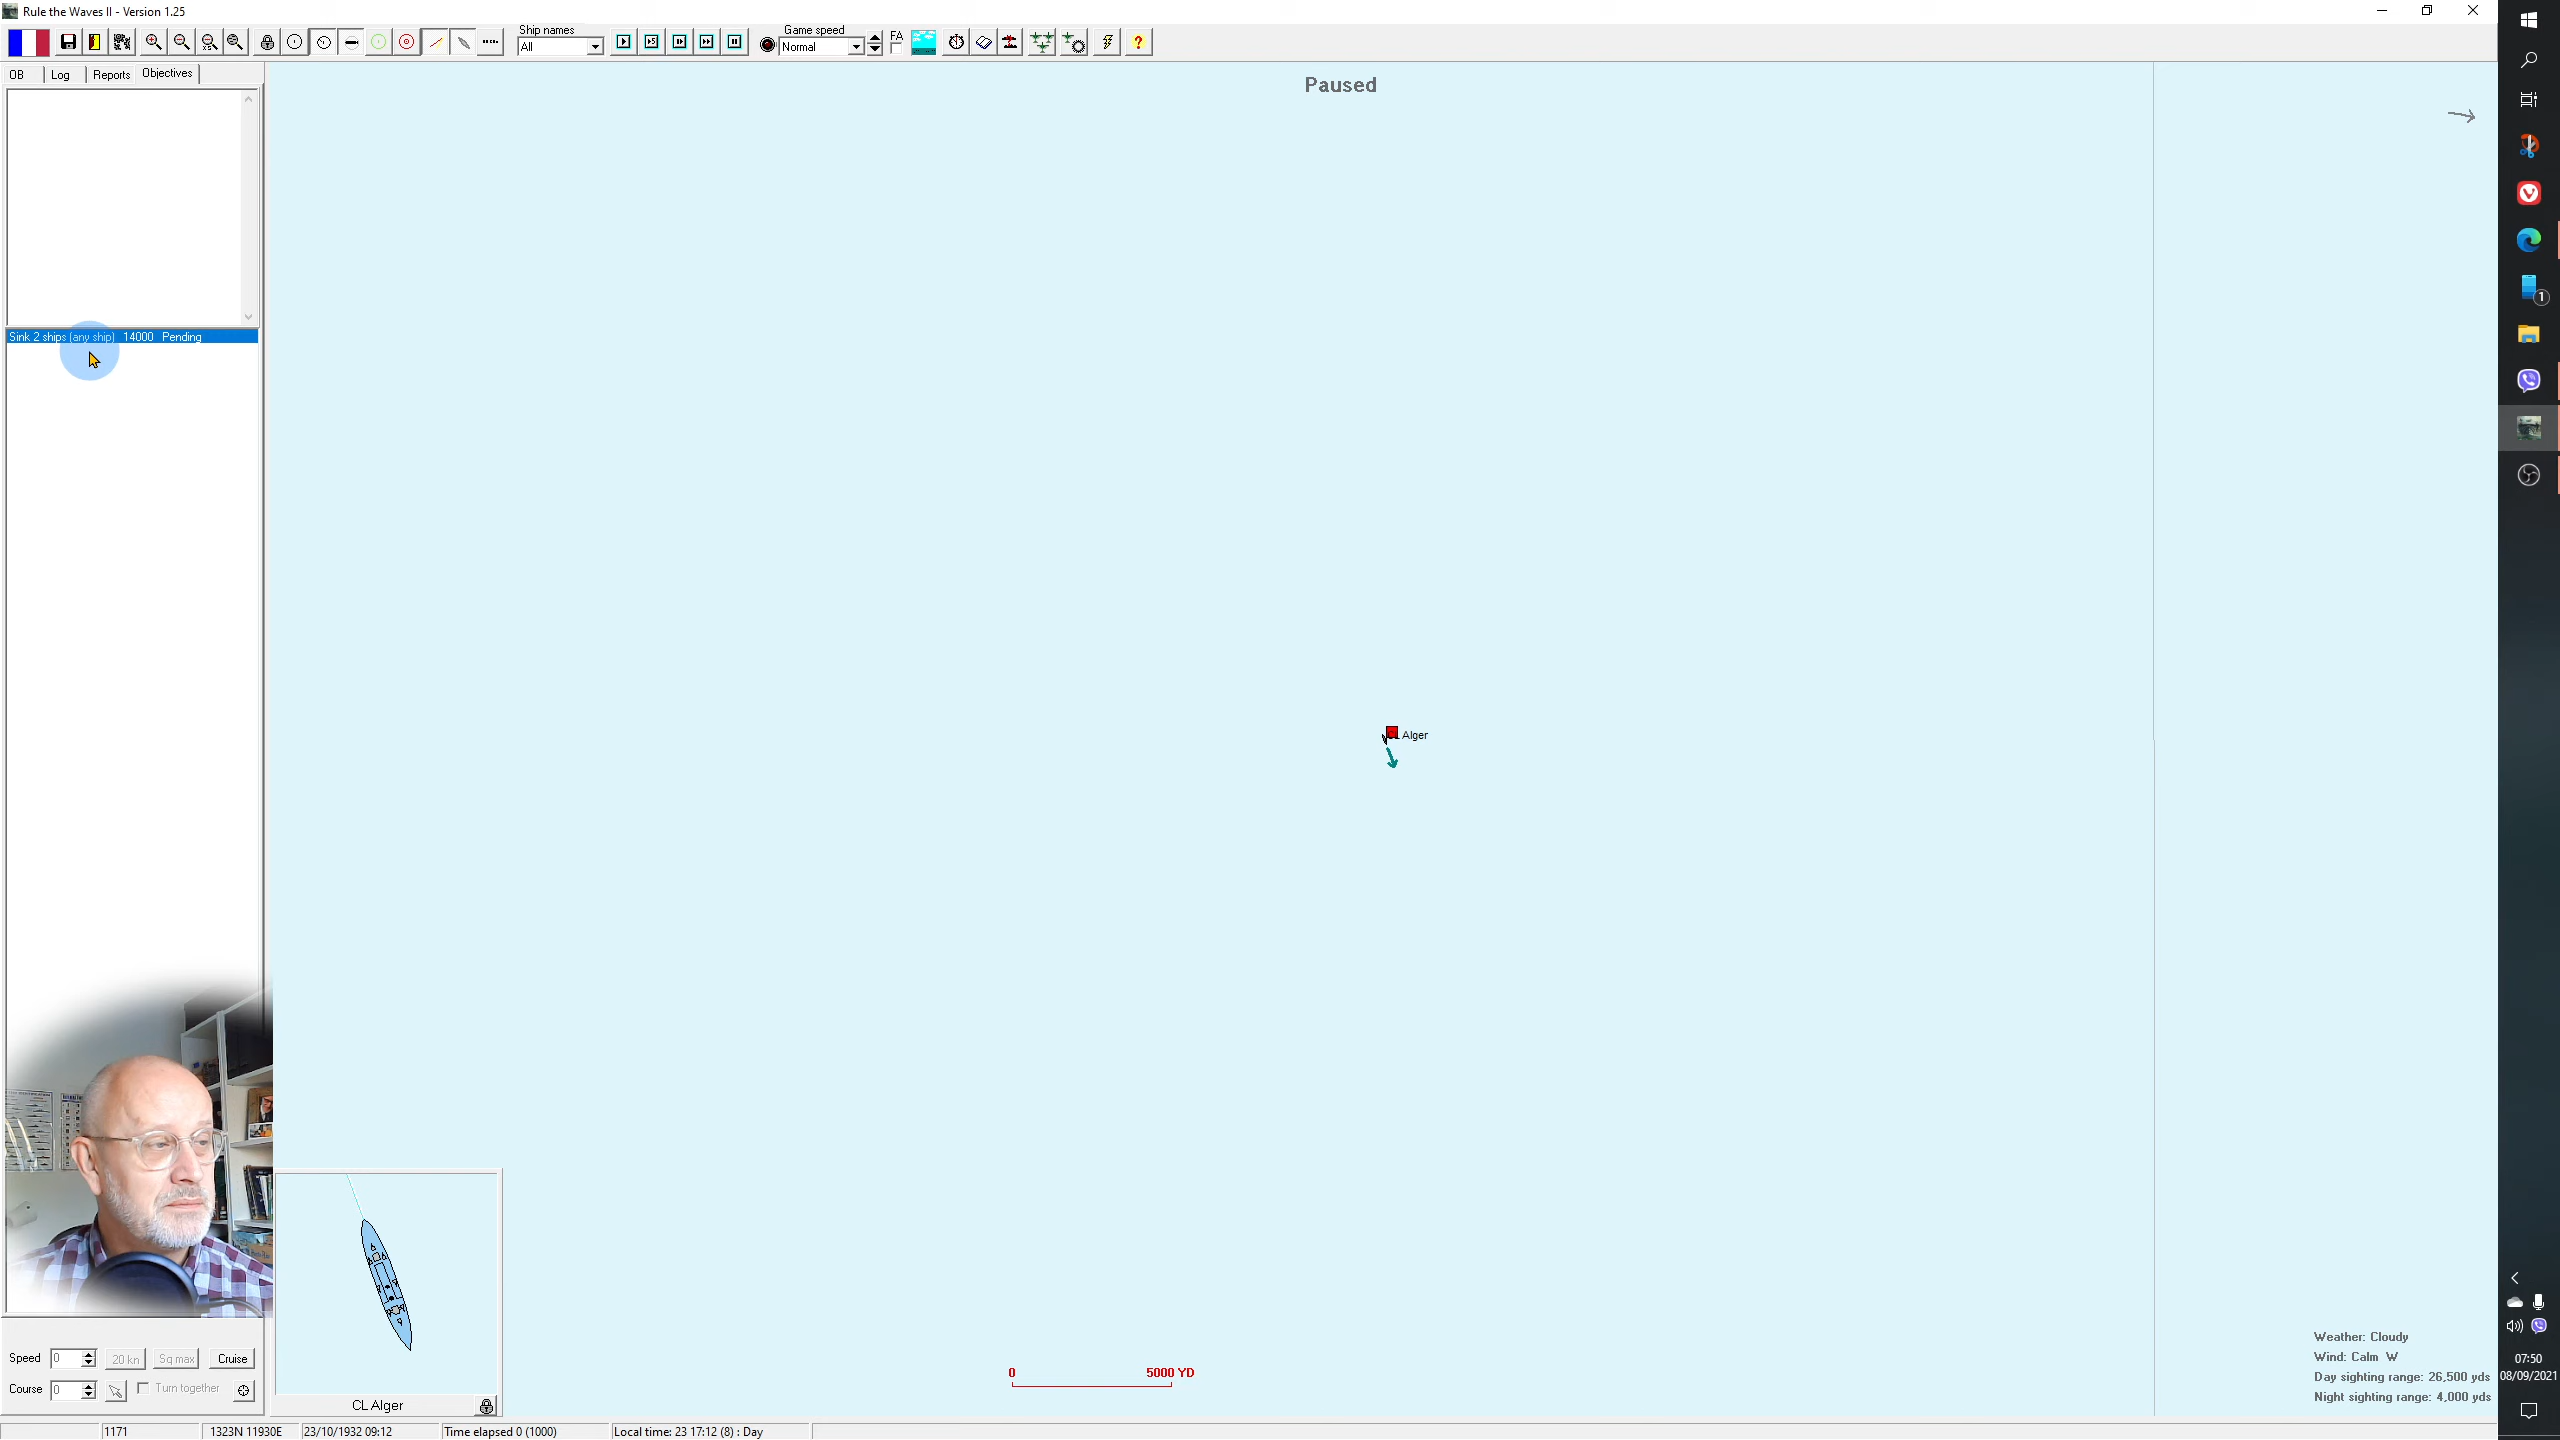 Rule the Waves II - Version 1.25
Ship names
Game speed
All
Normal
FA
OB
Log
Reports
Objectives
Paused
Sink 2 ships (any ship) 14000 Pending
Alger
0 5000 YD
CL Alger
Speed 0 20 kn Sq max Cruise
Course 0 Turn together
Weather: Cloudy
Wind: Calm W
Day sighting range: 26,500 yds
Night sighting range: 4,000 yds
1171
1323N 11930E
23/10/1932 09:12
Time elapsed 0 (1000)
Local time: 23 17:12 (8) : Day
1
07:50
08/09/2021